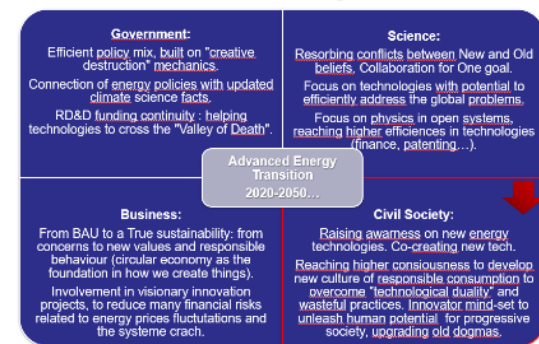 Government:
Efficient policy mix, built on "creative
destruction" mechanics.
Connection of energy policies with updated
climate science facts.
RD&D funding continuity : helping
technologies to cross the "Valley of Death".
Science:
Resorbing conflicts between New and Old
beliefs, Collaboration for One goal.
Focus on technologies with potential to
efficiently address the global problems.
Focus on physics in open systems,
reaching higher efficiences in technologies
(finance, patenting…).
Advanced Energy
Transition
2020-2050…
Business:
From BAU to a True sustainability: from
concerns to new values and responsible
behaviour (circular economy as the
foundation in how we create things).
Involvement in visionary innovation
projects, to reduce many financial risks
related to energy prices fluctutations and
the systeme crach.
Civil Society:
Raising awarness on new energy
technologies. Co-creating new tech.
Reaching higher consiousness to develop
new culture of responsible consumption to
overcome "technological duality" and
wasteful practices. Innovator mind-set to
unleash human potential for progressive
society, upgrading old dogmas.